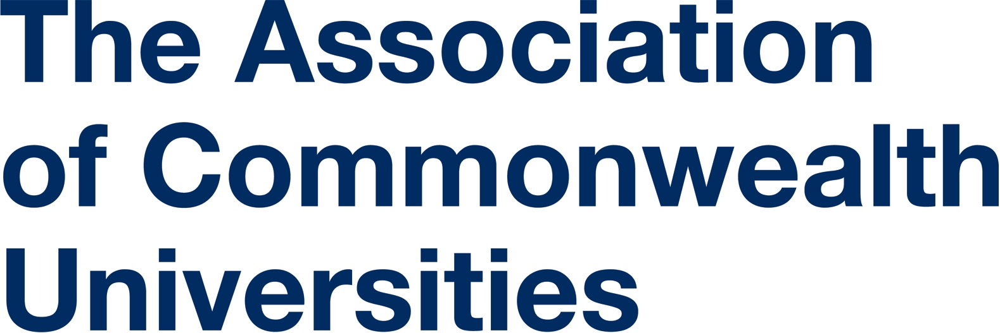 The Association
of Commonwealth
Universities